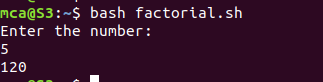 mca@S3:~$ bash factorial.sh
Enter the number:
5
120